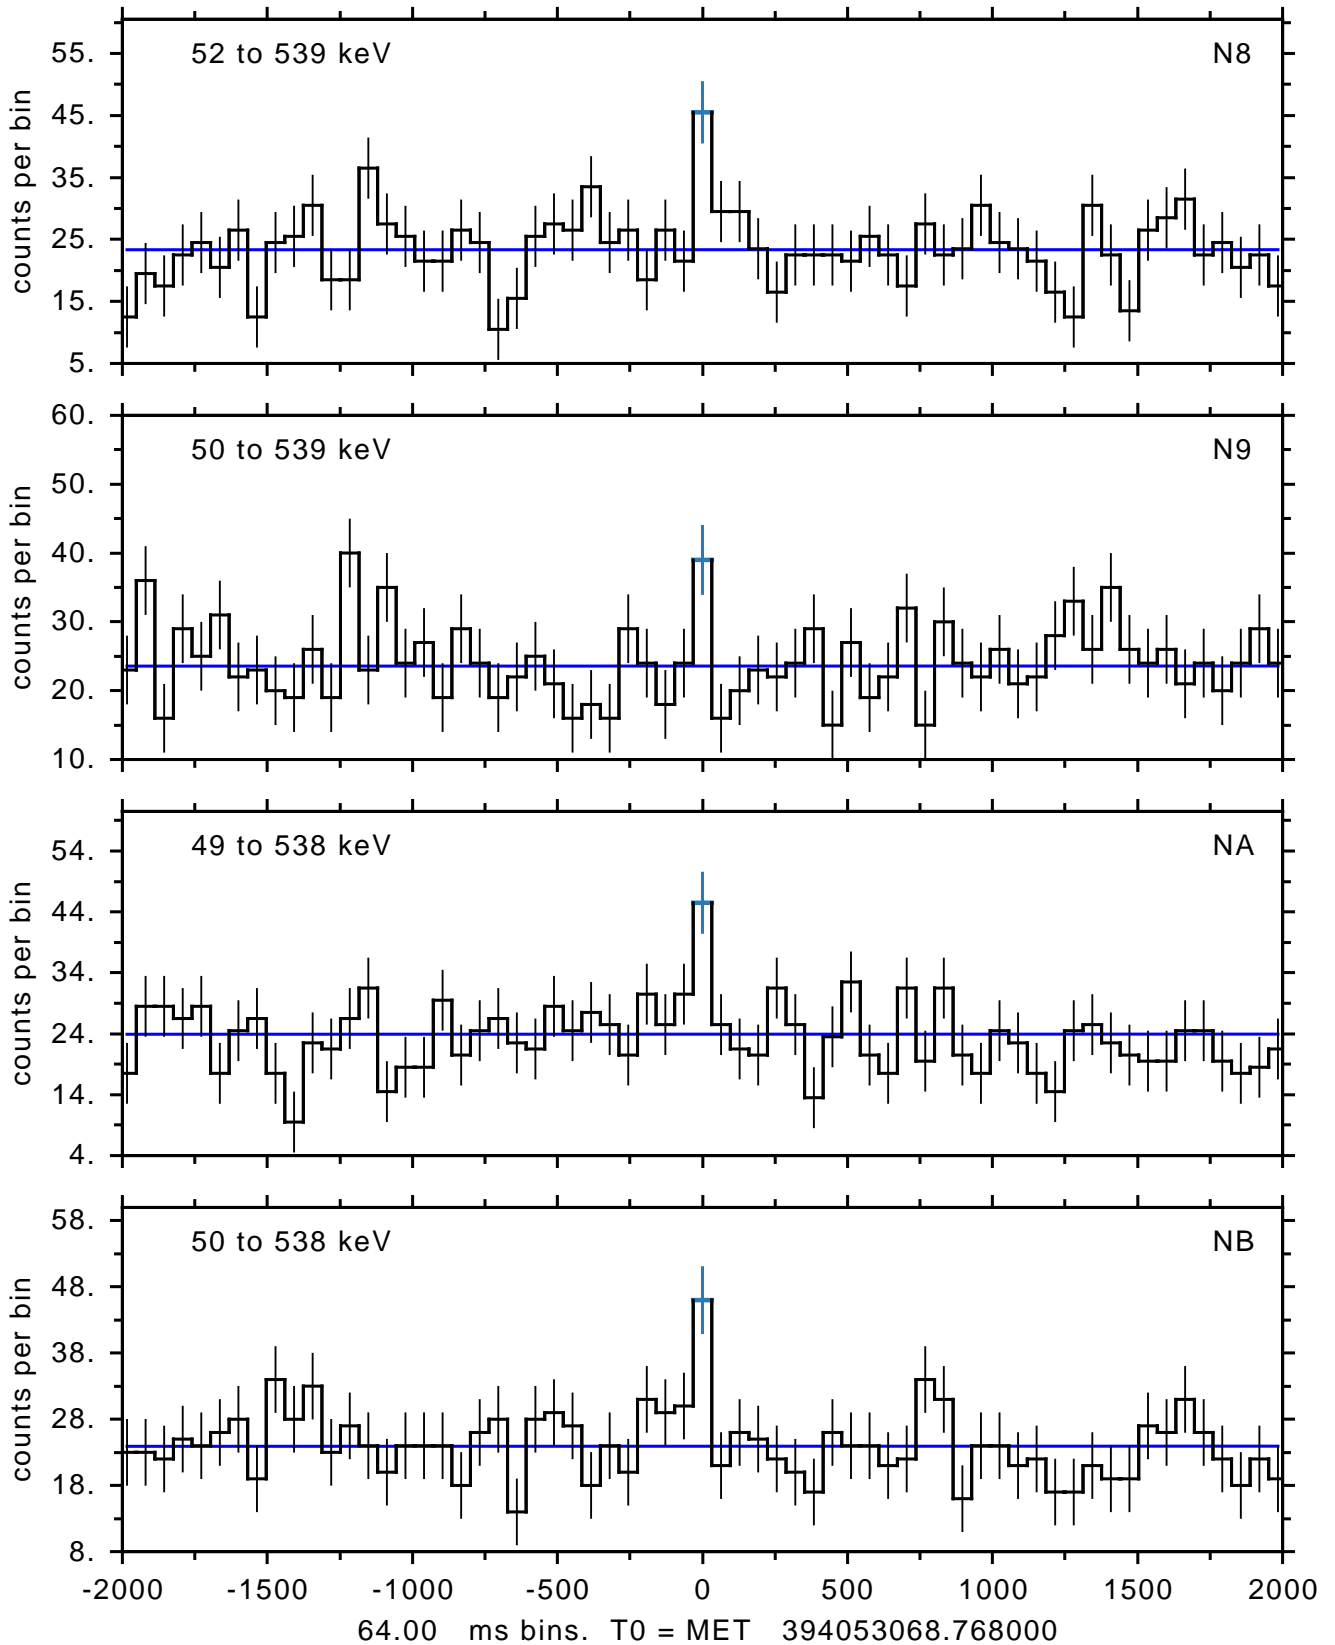 52 to 539 keV N8
counts per bin
55.
45.
35.
25.
15.
5.
50 to 539 keV N9
counts per bin
60.
50.
40.
30.
20.
10.
49 to 538 keV NA
counts per bin
54.
44.
34.
24.
14.
4.
50 to 538 keV NB
counts per bin
58.
48.
38.
28.
18.
8.
-2000 -1500 -1000 -500 0 500 1000 1500 2000
64.00 ms bins. T0 = MET 394053068.768000